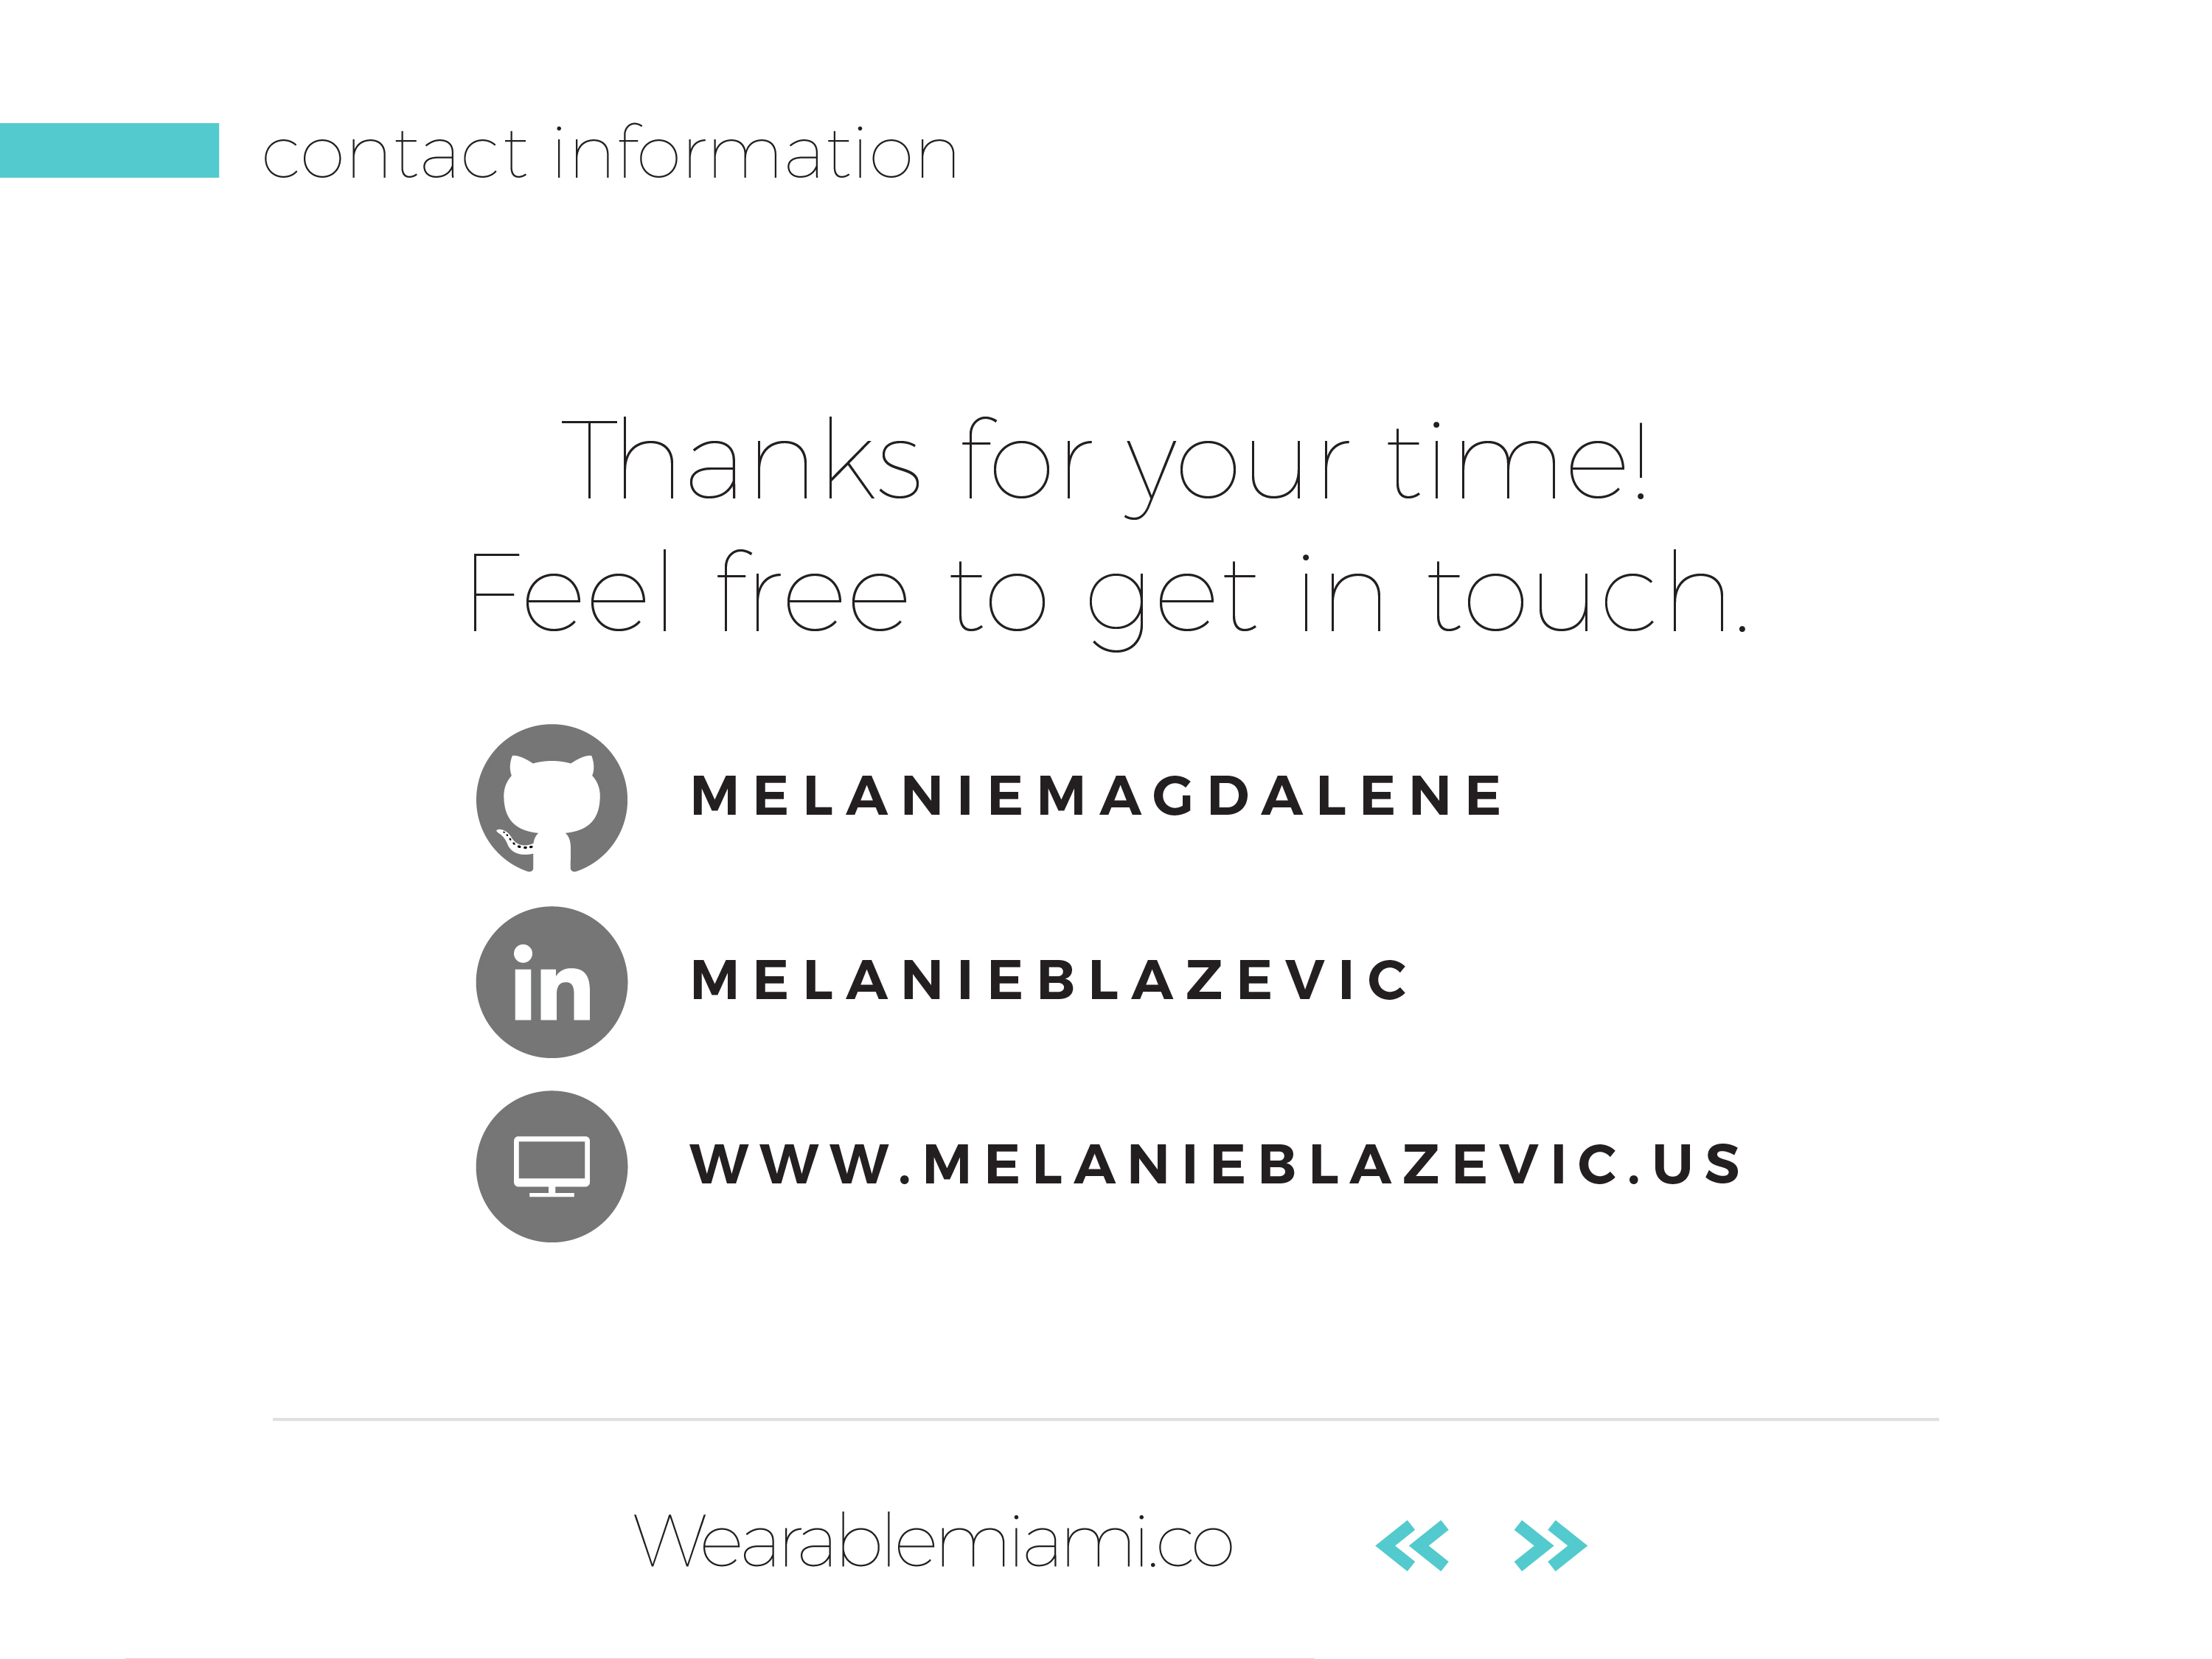 contact information
Thanks for your time!
Feel free to get in touch.
MELANIEMAGDALENE
in
MELANIEBLAZEVIC
WWW.MELANIEBLAZEVIC.US
Wearablemiami.co